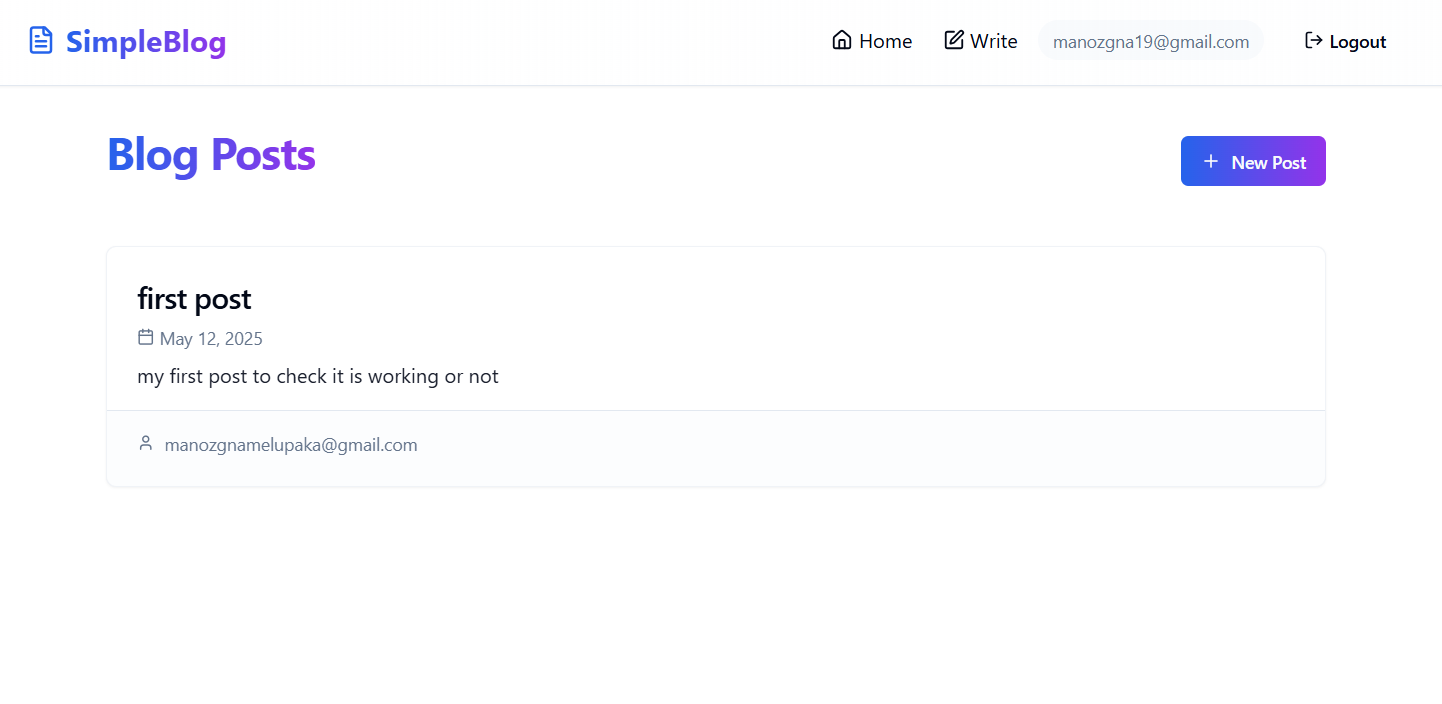 SimpleBlog
Home Write manozgna19@gmail.com Logout
Blog Posts
+ New Post
first post
May 12, 2025
my first post to check it is working or not
manozgnamelupaka@gmail.com